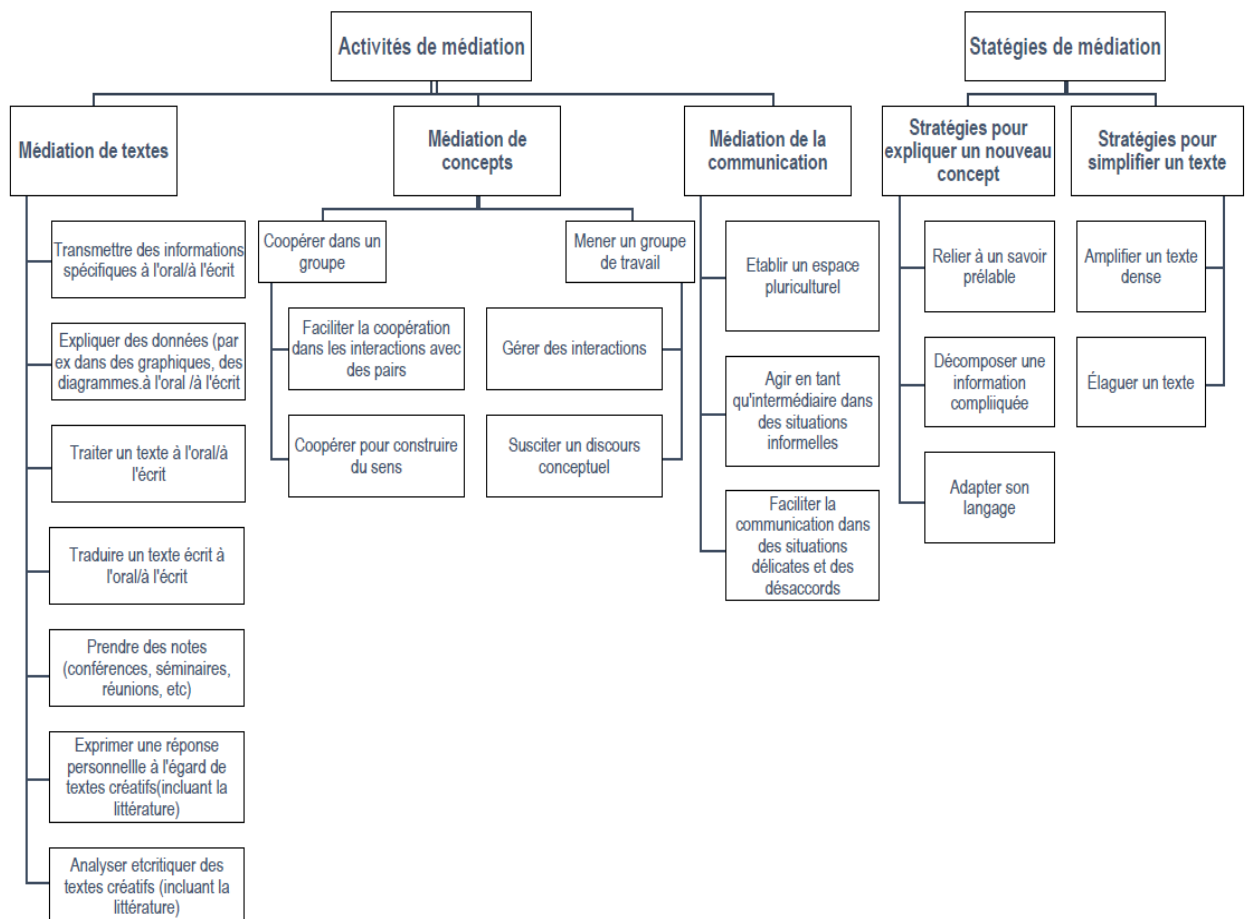 Activités de médiation
Statégies de médiation
Médiation de textes
Médiation de
concepts
Médiation de la
communication
Stratégies pour
expliquer un nouveau
concept
Stratégies pour
simplifier un texte
Transmettre des informations
spécifiques à l'oral/à l'écrit
Expliquer des données (par
ex dans des graphiques, des
diagrammes.à l'oral /à l'écrit
Traiter un texte à l'oral/à
l'écrit
Traduire un texte écrit à
l'oral/à l'écrit
Prendre des notes
(conférences, séminaires,
réunions, etc)
Exprimer une réponse
personnellle à l'égard de
textes créatifs(incluant la
littérature)
Analyser etcritiquer des
textes créatifs (incluant la
littérature)
Coopérer dans un
groupe
Faciliter la coopération
dans les interactions avec
des pairs
Coopérer pour construire
du sens
Mener un groupe
de travail
Gérer des interactions
Susciter un discours
conceptuel
Etablir un espace
pluriculturel
Agir en tant
qu'intermédiaire dans
des situations
informelles
Faciliter la
communication dans
des situations
délicates et des
désaccords
Relier à un savoir
prélable
Décomposer une
information
compliiquée
Adapter son
langage
Amplifier un texte
dense
Élaguer un texte